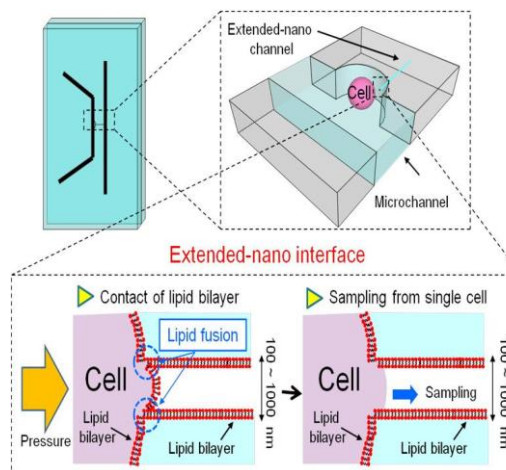 Extended-nano
channel
Cell
Microchannel
Extended-nano interface
Contact of lipid bilayer
Sampling from single cell
Lipid fusion
Cell
100 ~ 1000 nm
Pressure
Lipid
bilayer
Lipid bilayer
Cell
Sampling
100 ~ 1000 nm
Lipid
bilayer
Lipid bilayer